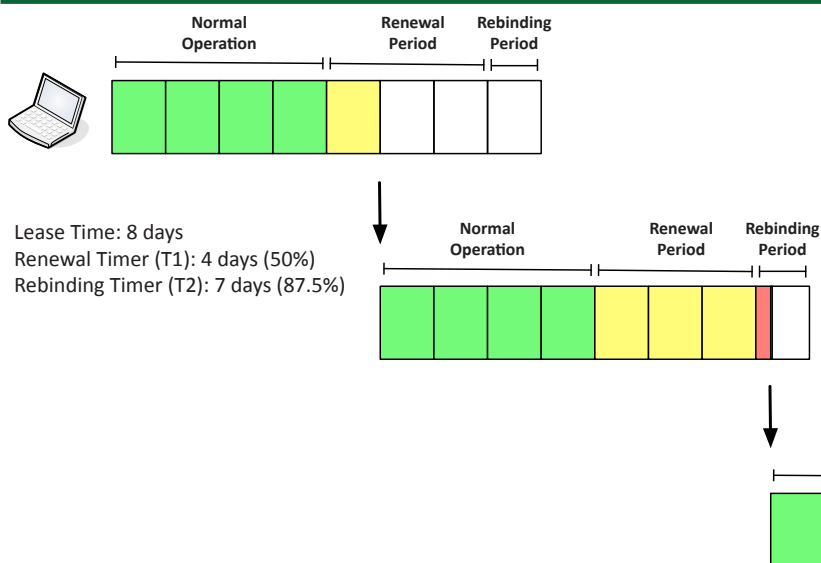 Normal
Operation
Renewal
Period
Rebinding
Period
Lease Time: 8 days
Renewal Timer (T1): 4 days (50%)
Rebinding Timer (T2): 7 days (87.5%)
Normal
Operation
Renewal
Period
Rebinding
Period